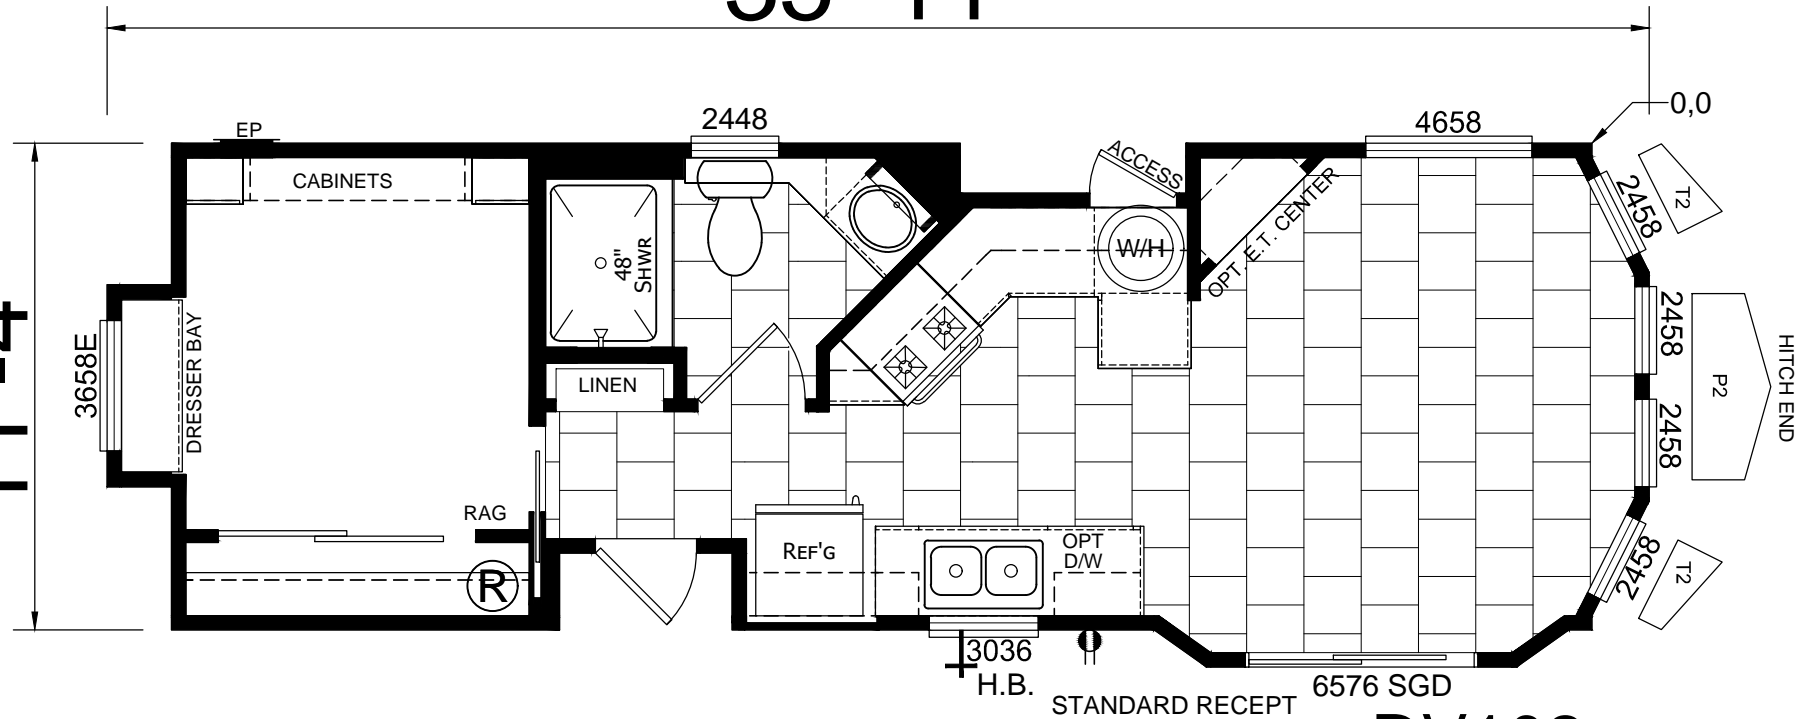 EP
2448
4658
0,0
ACCESS
CABINETS
T2
2458
OPT. E.T. CENTER
48"
SHWR
W/H
3658E
DRESSER BAY
LINEN
2458
P2
HITCH END
2458
RAG
REF'G
OPT
D/W
R
2458
T2
3036
H.B.
STANDARD RECEPT
6576 SGD